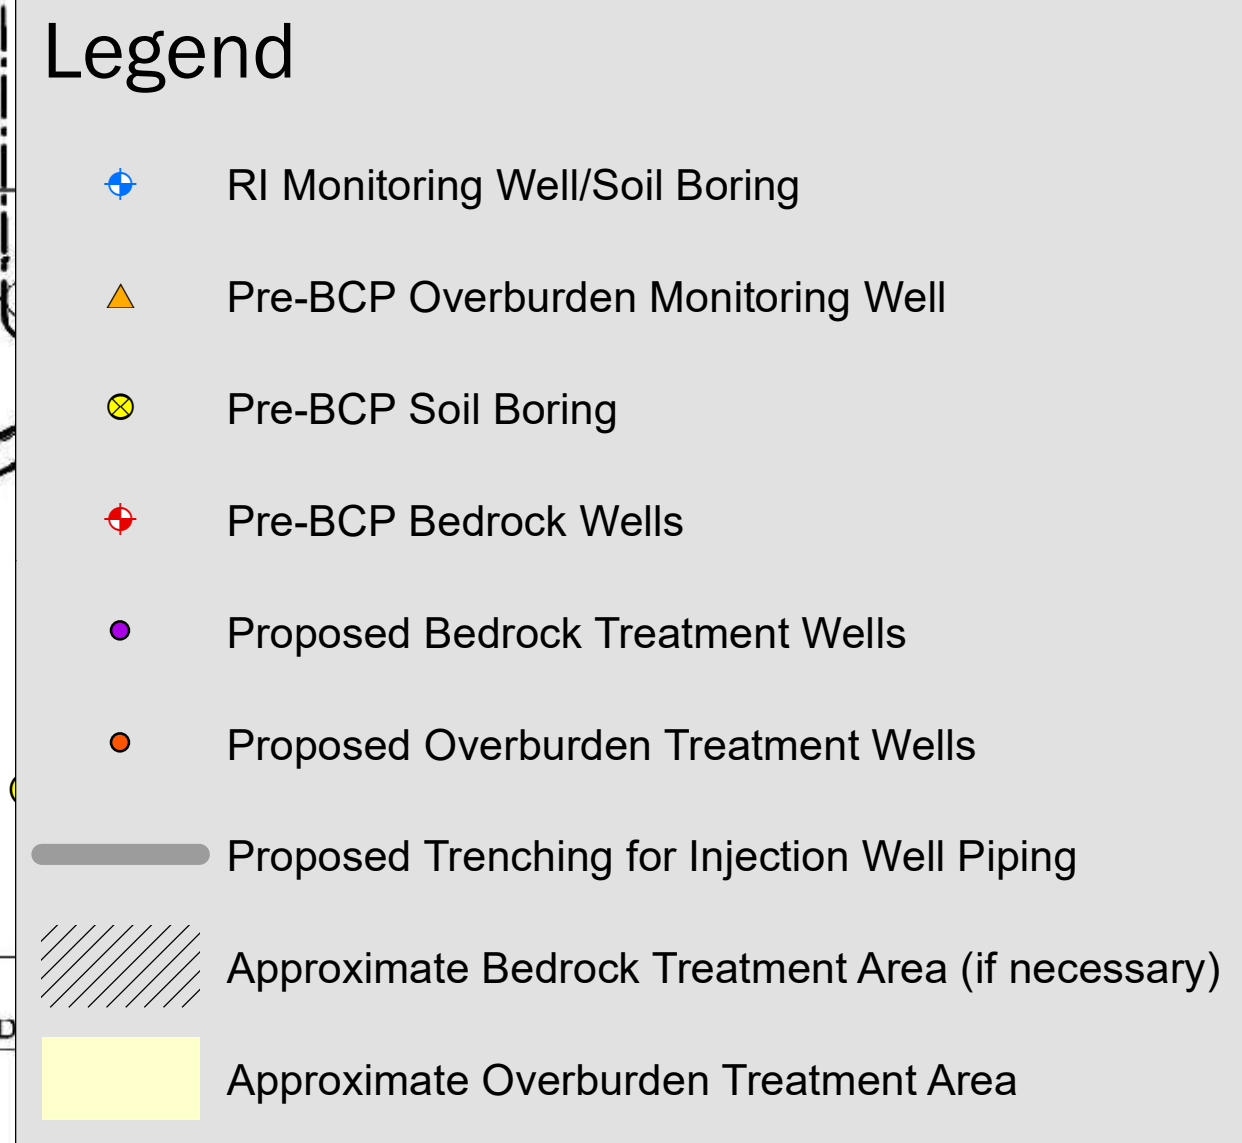 Legend
RI Monitoring Well/Soil Boring
Pre-BCP Overburden Monitoring Well
Pre-BCP Soil Boring
Pre-BCP Bedrock Wells
Proposed Bedrock Treatment Wells
Proposed Overburden Treatment Wells
Proposed Trenching for Injection Well Piping
Approximate Bedrock Treatment Area (if necessary)
D
Approximate Overburden Treatment Area